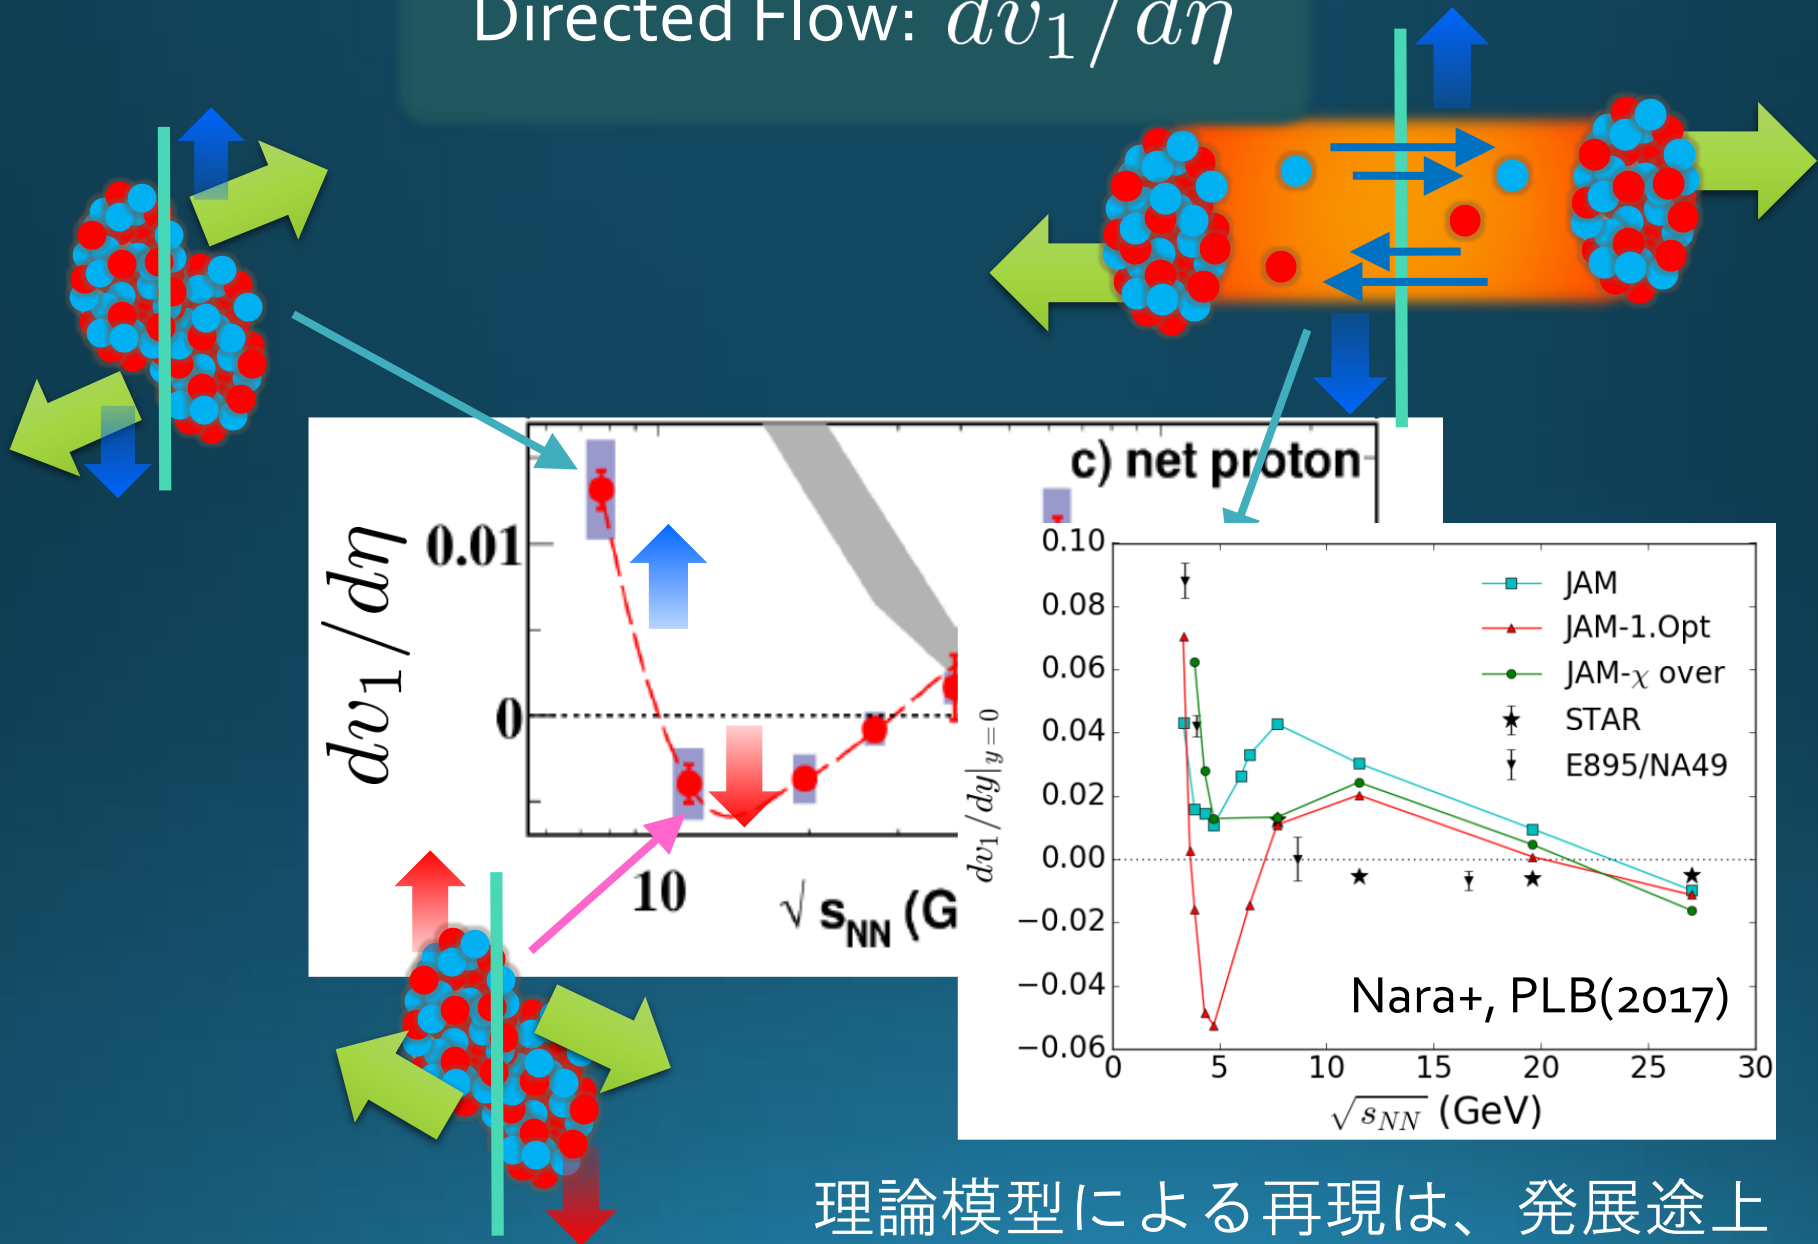 Directed Flow: dv₁/dη
c) net proton
dv₁/dη
0.01
0
10
√ s_NN (G
0.10
0.08
0.06
0.04
0.02
0.00
−0.02
−0.04
−0.06
dv₁/dy|y=0
JAM
JAM-1.Opt
JAM-χ over
STAR
E895/NA49
Nara+, PLB(2017)
0 5 10 15 20 25 30
√s_NN (GeV)
理論模型による再現は、発展途上